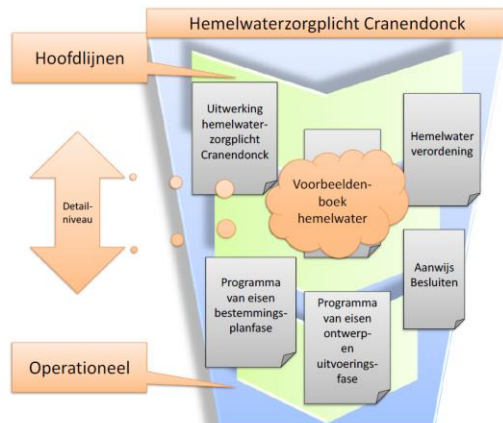 Hemelwaterzorgplicht Cranendonck
Hoofdlijnen
Uitwerking
hemelwater-
zorgplicht
Cranendonck
Hemelwater
verordening
Voorbeelden-
boek
hemelwater
Detail-
niveau
Programma
van eisen
bestemmings-
planfase
Programma
van eisen
ontwerp-
en
uitvoerings-
fase
Aanwijs
Besluiten
Operationeel